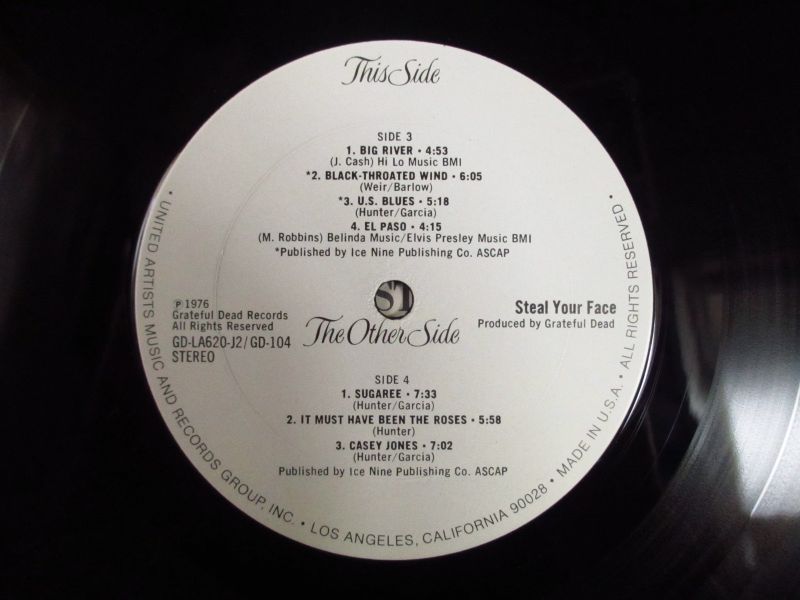 This Side
SIDE 3
1. BIG RIVER • 4:53
(J. Cash) Hi Lo Music BMI
*2. BLACK-THROATED WIND • 6:05
(Weir/Barlow)
*3. U.S. BLUES • 5:18
(Hunter/Garcia)
4. EL PASO • 4:15
(M. Robbins) Belinda Music/Elvis Presley Music BMI
*Published by Ice Nine Publishing Co. ASCAP
℗ 1976
Grateful Dead Records
All Rights Reserved
GD-LA620-J2/GD-104
STEREO
Steal Your Face
Produced by Grateful Dead
The Other Side
SIDE 4
1. SUGAREE • 7:33
(Hunter/Garcia)
2. IT MUST HAVE BEEN THE ROSES • 5:58
(Hunter)
3. CASEY JONES • 7:02
(Hunter/Garcia)
Published by Ice Nine Publishing Co. ASCAP
• UNITED ARTISTS MUSIC AND RECORDS GROUP, INC. • LOS ANGELES, CALIFORNIA 90028 • MADE IN U.S.A. • ALL RIGHTS RESERVED •